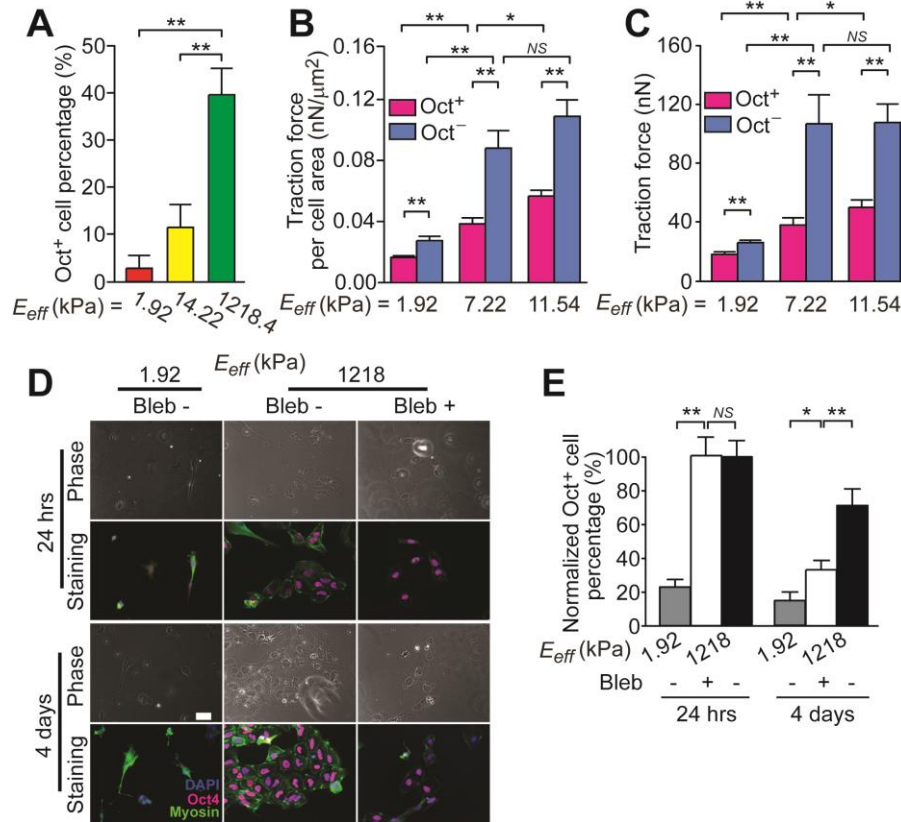 A
Oct+ cell percentage (%)
50
40
30
20
10
0
**
**
Eeff (kPa) = 1.92 14.22 1218.4
B
Traction force
per cell area (nN/μm2)
0.16
0.12
0.08
0.04
0.00
** *
** NS
** ** **
Oct+
Oct−
Eeff (kPa) = 1.92 7.22 11.54
C
Traction force (nN)
160
120
80
40
0
** *
** NS
** ** **
Oct+
Oct−
Eeff (kPa) = 1.92 7.22 11.54
D
Eeff (kPa)
1.92 1218
Bleb - Bleb - Bleb +
24 hrs
Phase
Staining
4 days
Phase
Staining
DAPI
Oct4
Myosin
E
Normalized Oct+ cell
percentage (%)
100
80
60
40
20
0
** NS * **
Eeff (kPa) 1.92 1218 1.92 1218
Bleb - + - - + -
24 hrs 4 days